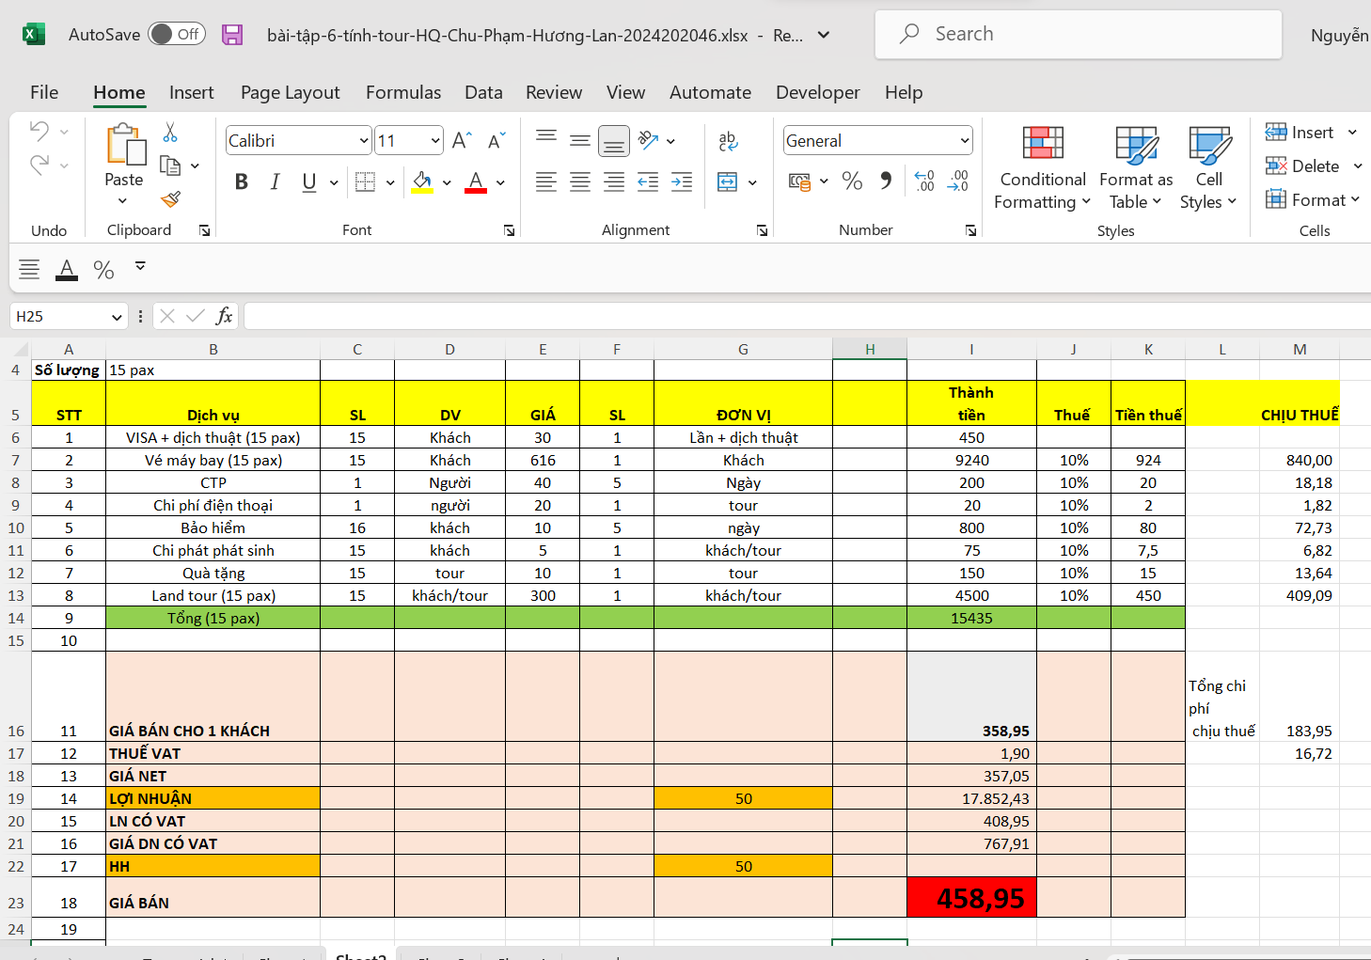 AutoSave Off bài-tập-6-tính-tour-HQ-Chu-Phạm-Hương-Lan-2024202046.xlsx - Re... Search Nguyễn
File Home Insert Page Layout Formulas Data Review View Automate Developer Help
Calibri 11 General Insert
Paste Conditional Formatting Format as Table Cell Styles Delete
Format
Undo Clipboard Font Alignment Number Styles Cells
H25 fx
A B C D E F G H I J K L M
4 Số lượng 15 pax
5 STT Dịch vụ SL DV GIÁ SL ĐƠN VỊ Thành tiền Thuế Tiền thuế CHỊU THUẾ
6 1 VISA + dịch thuật (15 pax) 15 Khách 30 1 Lần + dịch thuật 450
7 2 Vé máy bay (15 pax) 15 Khách 616 1 Khách 9240 10% 924 840,00
8 3 CTP 1 Người 40 5 Ngày 200 10% 20 18,18
9 4 Chi phí điện thoại 1 người 20 1 tour 20 10% 2 1,82
10 5 Bảo hiểm 16 khách 10 5 ngày 800 10% 80 72,73
11 6 Chi phát phát sinh 15 khách 5 1 khách/tour 75 10% 7,5 6,82
12 7 Quà tặng 15 tour 10 1 tour 150 10% 15 13,64
13 8 Land tour (15 pax) 15 khách/tour 300 1 khách/tour 4500 10% 450 409,09
14 9 Tổng (15 pax) 15435
15 10
16 11 GIÁ BÁN CHO 1 KHÁCH 358,95 Tổng chi phí chịu thuế 183,95
17 12 THUẾ VAT 1,90 16,72
18 13 GIÁ NET 357,05
19 14 LỢI NHUẬN 50 17.852,43
20 15 LN CÓ VAT 408,95
21 16 GIÁ DN CÓ VAT 767,91
22 17 HH 50
23 18 GIÁ BÁN 458,95
24 19